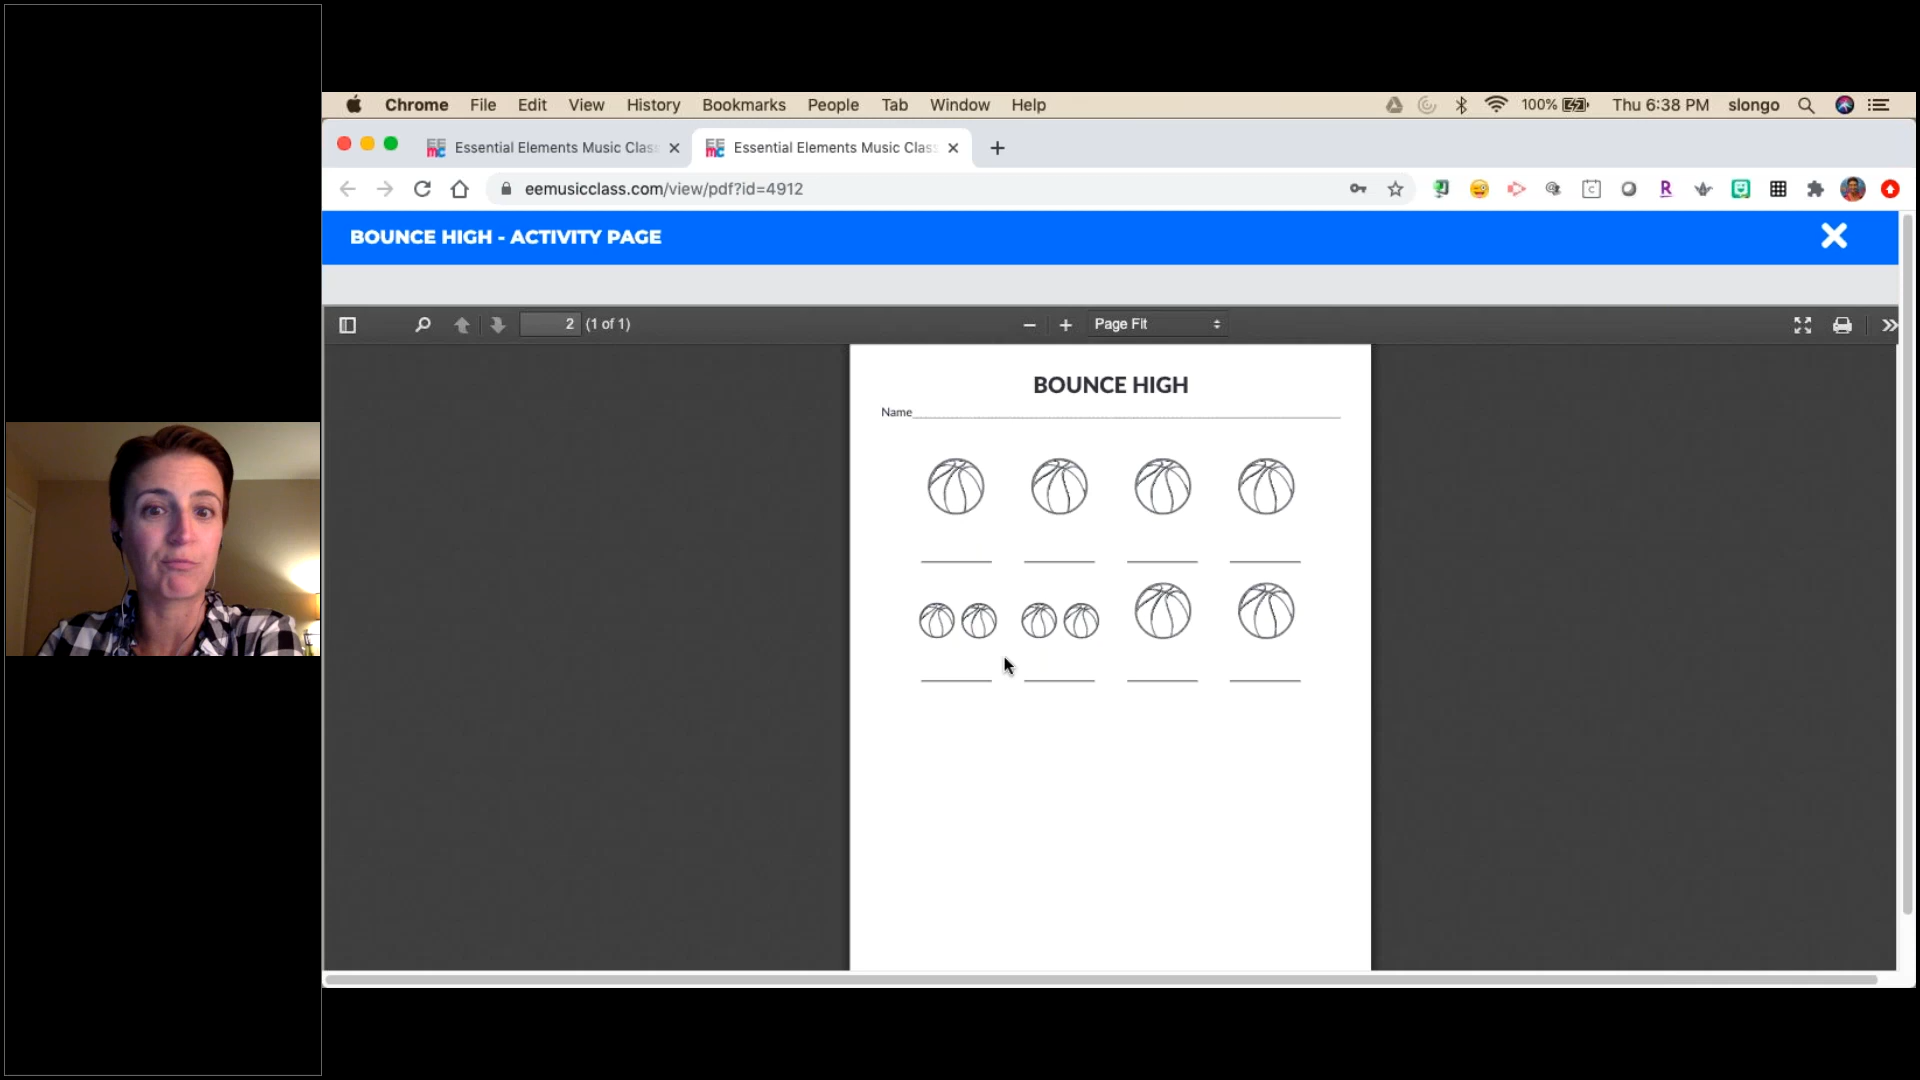 Chrome File Edit View History Bookmarks People Tab Window Help 100% Thu 6:38 PM slongo
Essential Elements Music Clas Essential Elements Music Clas
eemusicclass.com/view/pdf?id=4912
BOUNCE HIGH - ACTIVITY PAGE
2 (1 of 1) Page Fit
BOUNCE HIGH
Name